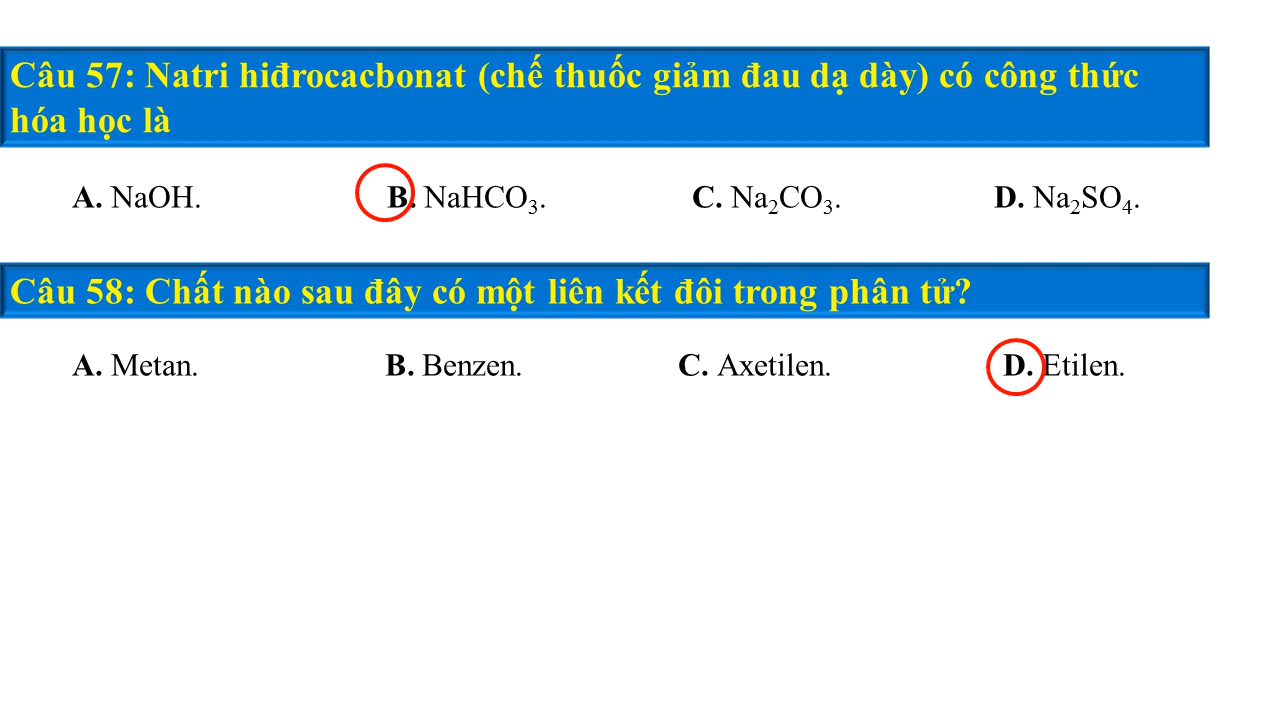 Câu 57: Natri hiđrocacbonat (chế thuốc giảm đau dạ dày) có công thức
hóa học là
A. NaOH. B. NaHCO₃. C. Na₂CO₃. D. Na₂SO₄.
Câu 58: Chất nào sau đây có một liên kết đôi trong phân tử?
A. Metan. B. Benzen. C. Axetilen. D. Etilen.